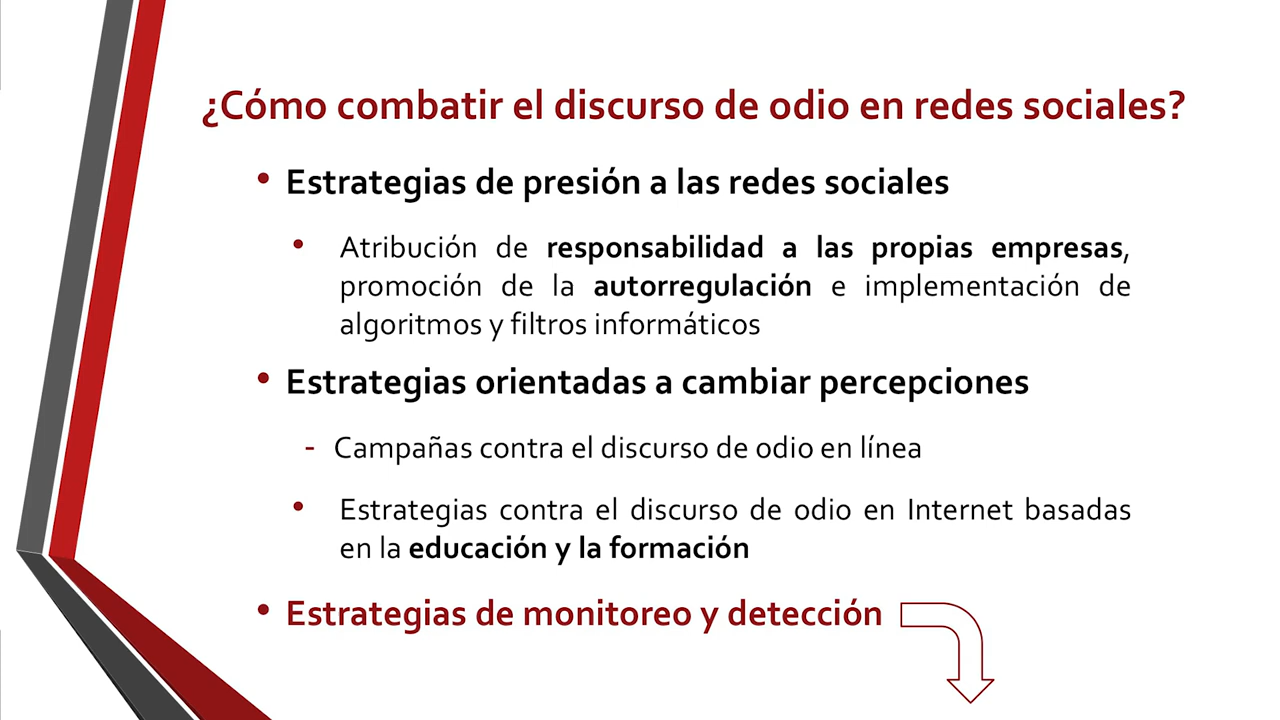 ¿Cómo combatir el discurso de odio en redes sociales?
• Estrategias de presión a las redes sociales
• Atribución de responsabilidad a las propias empresas,
promoción de la autorregulación e implementación de
algoritmos y filtros informáticos
• Estrategias orientadas a cambiar percepciones
- Campañas contra el discurso de odio en línea
• Estrategias contra el discurso de odio en Internet basadas
en la educación y la formación
• Estrategias de monitoreo y detección